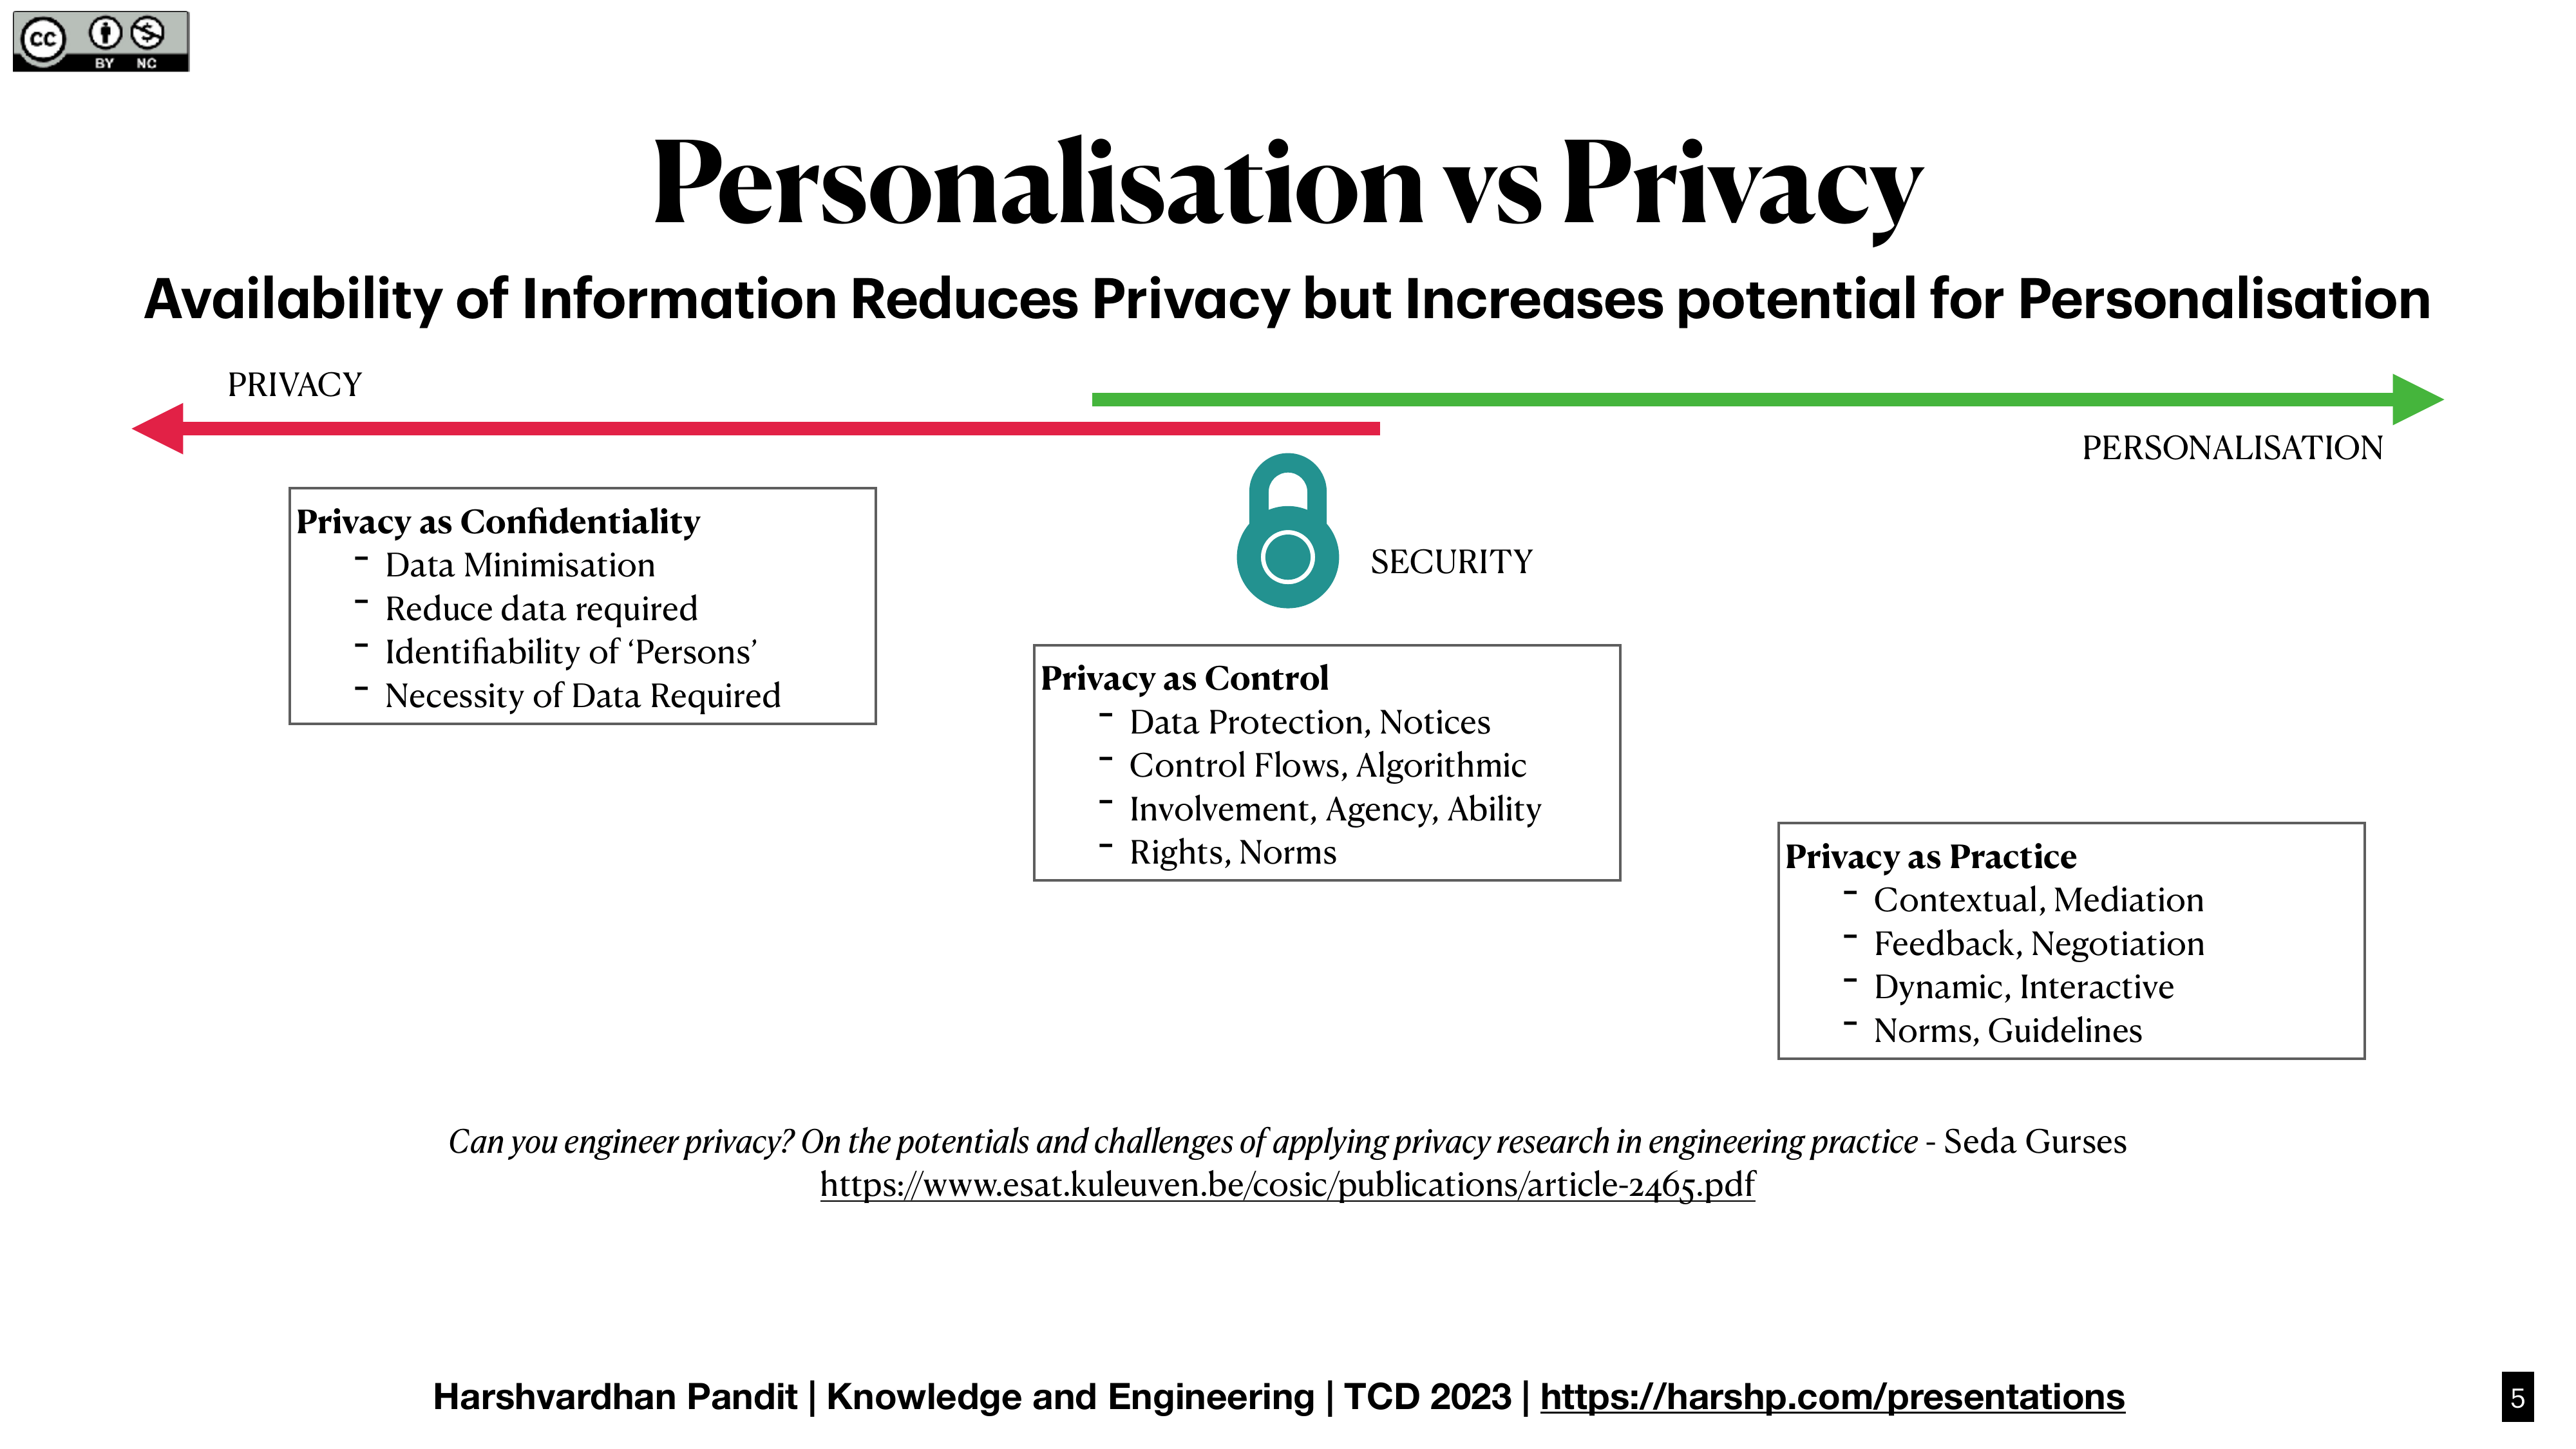 cc
BY NC
Personalisation vs Privacy
Availability of Information Reduces Privacy but Increases potential for Personalisation
PRIVACY
PERSONALISATION
SECURITY
Privacy as Confidentiality
- Data Minimisation
- Reduce data required
- Identifiability of ‘Persons’
- Necessity of Data Required
Privacy as Control
- Data Protection, Notices
- Control Flows, Algorithmic
- Involvement, Agency, Ability
- Rights, Norms
Privacy as Practice
- Contextual, Mediation
- Feedback, Negotiation
- Dynamic, Interactive
- Norms, Guidelines
Can you engineer privacy? On the potentials and challenges of applying privacy research in engineering practice - Seda Gurses
https://www.esat.kuleuven.be/cosic/publications/article-2465.pdf
Harshvardhan Pandit | Knowledge and Engineering | TCD 2023 | https://harshp.com/presentations
5